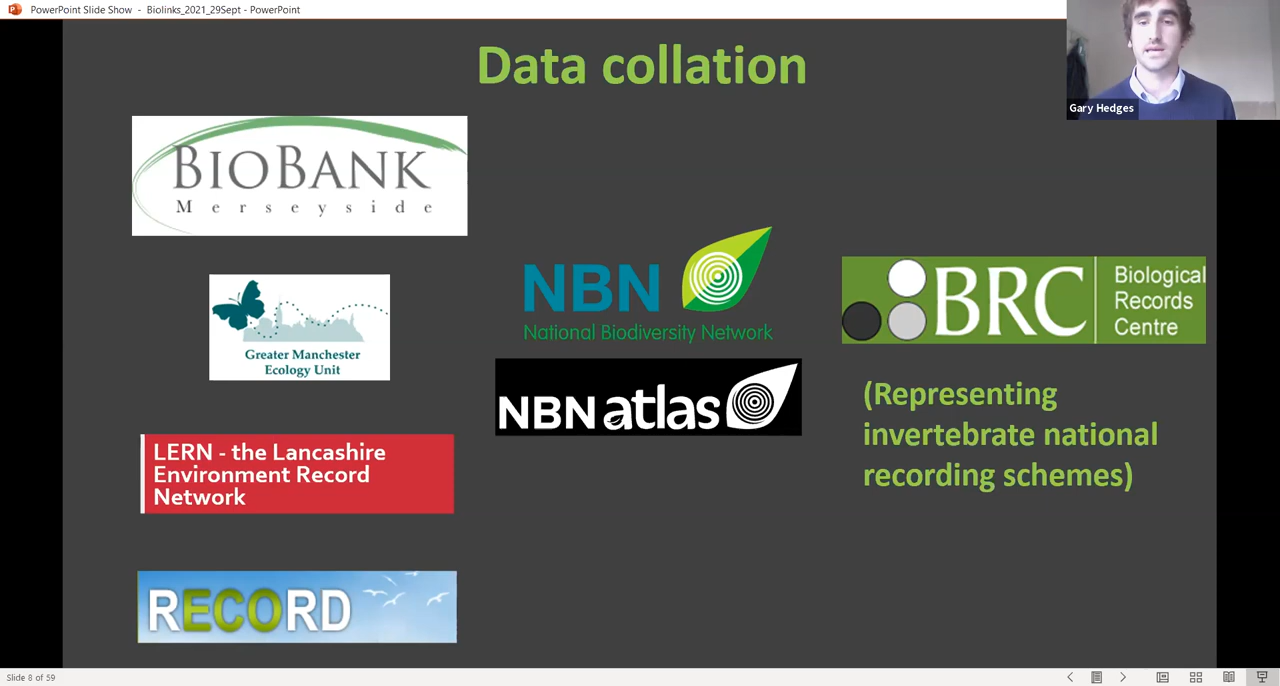 PowerPoint Slide Show - Biolinks_2021_29Sept - PowerPoint
Data collation
Gary Hedges
BIOBANK
Merseyside
Greater Manchester
Ecology Unit
LERN - the Lancashire
Environment Record
Network
RECORD
NBN
National Biodiversity Network
NBN atlas
BRC
Biological
Records
Centre
(Representing
invertebrate national
recording schemes)
Slide 8 of 59